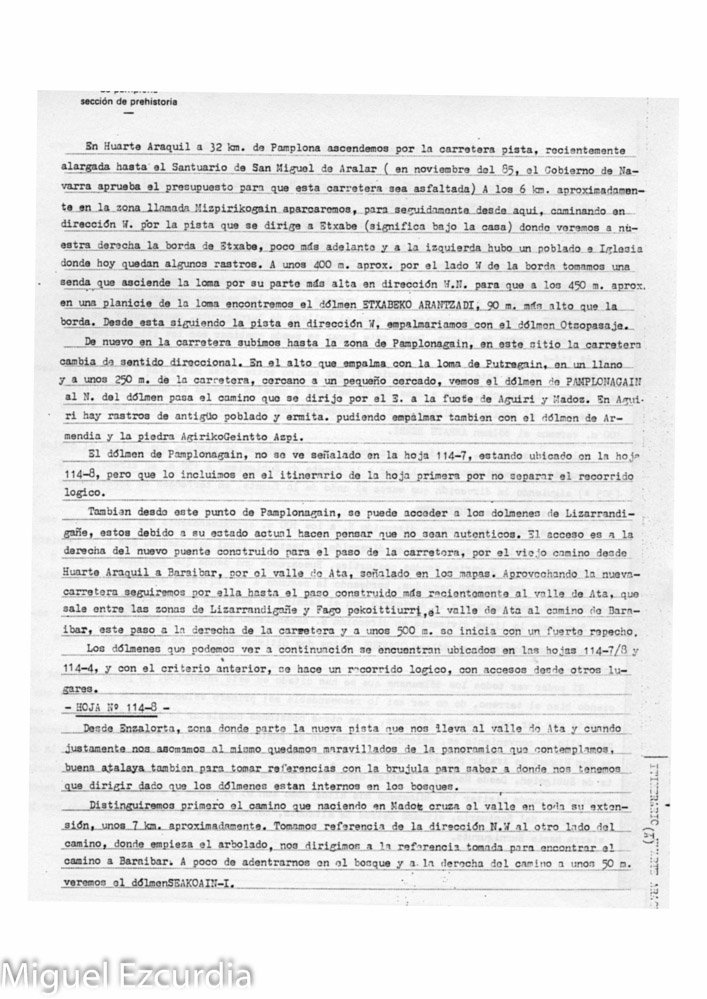 de pamplona
sección de prehistoria
En Huarte Araquil a 32 km. de Pamplona ascendemos por la carretera pista, recientemente
alargada hasta el Santuario de San Miguel de Aralar ( en noviembre del 85, el Gobierno de Na-
varra aprueba el presupuesto para que esta carretera sea asfaltada) A los 6 km. aproximadamen-
te en la zona llamada Mizpirikogain aparcaremos, para seguidamente desde aqui, caminando en
dirección W. por la pista que se dirige a Etxabe (significa bajo la casa) donde veremos a nu-
estra derecha la borda de Etxabe, poco más adelante y a la izquierda hubo un poblado e Iglesia
donde hoy quedan algunos rastros. A unos 400 m. aprox. por el lado W de la borda tomamos una
senda que asciende la loma por su parte más alta en dirección W.N. para que a los 450 m. aprox.
en una planicie de la loma encontremos el dólmen ETXABEKO ARANTZADI, 90 m. más alto que la
borda. Desde esta siguiendo la pista en dirección W, empalmariamos con el dólmen Otsopasaje.
De nuevo en la carretera subimos hasta la zona de Pamplonagain, en este sitio la carretera
cambia de sentido direccional. En el alto que empalma con la loma de Putregain, en un llano
y a unos 250 m. de la carretera, cercano a un pequeño cercado, vemos el dólmen de PAMPLONAGAIN
al N. del dólmen pasa el camino que se dirije por el E. a la fuete de Aguiri y Madoz. En Agui-
ri hay rastros de antigüo poblado y ermita. pudiendo empalmar tambien con el dólmen de Ar-
mendia y la piedra AgirikoGeintto Azpi.
El dólmen de Pamplonagain, no se ve señalado en la hoja 114-7, estando ubicado en la hoja
114-8, pero que lo incluimos en el itinerario de la hoja primera por no separar el recorrido
logico.
Tambien desde este punto de Pamplonagain, se puede acceder a los dolmenes de Lizarrandi-
gañe, estos debido a su estado actual hacen pensar que no sean autenticos. El acceso es a la
derecha del nuevo puente construido para el paso de la carretera, por el viejo camino desde
Huarte Araquil a Baraibar, por el valle de Ata, señalado en los mapas. Aprovechando la nueva
carretera seguiremos por ella hasta el paso construido más recientemente al valle de Ata, que
sale entre las zonas de Lizarrandigañe y Fago pekoittiurri, el valle de Ata al camino de Bara-
ibar, este paso a la derecha de la carretera y a unos 500 m. se inicia con un fuerte repecho.
Los dólmenes que podemos ver a continuación se encuentran ubicados en las hojas 114-7/8 y
114-4, y con el criterio anterior, se hace un recorrido logico, con accesos desde otros lu-
gares.
- HOJA Nº 114-8 -
Desde Enzalorta, zona donde parte la nueva pista que nos lleva al valle de Ata y cuando
justamente nos asomamos al mismo quedamos maravillados de la panoramica que contemplamos,
buena atalaya tambien para tomar referencias con la brujula para saber a donde nos tenemos
que dirigir dado que los dólmenes estan internos en los bosques.
Distinguiremos primero el camino que naciendo en Nadot cruza el valle en toda su exten-
sión, unos 7 km. aproximadamente. Tomamos referencia de la dirección N.W al otro lado del
camino, donde empieza el arbolado, nos dirigimos a la referencia tomada para encontrar el
camino a Baraibar. A poco de adentrarnos en el bosque y a la derecha del camino a unos 50 m.
veremos el dólmenSEAKOAIN-I.
Miguel Ezcurdia